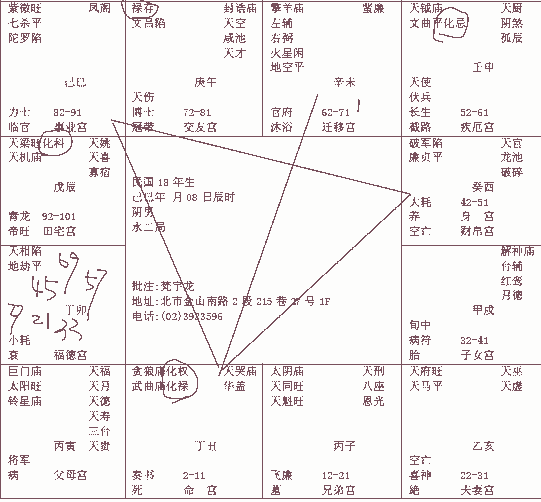 紫微旺 凤阁
七杀平
陀罗陷
己巳
力士 82-91
临官 事业宫
禄存 封诰庙
文昌陷 天空
咸池
天才
庚午
天伤
博士 72-81
冠带 交友宫
擎羊庙 蜚廉
左辅
右弼
火星闲
地空平
辛未
官府 62-71
沐浴 迁移宫
天钺庙 天厨
文曲平化忌 阴煞
孤辰
壬申
天使
伏兵
长生 52-61
截路 疾厄宫
天梁旺化科 天姚
天机庙 天喜
寡宿
戊辰
青龙 92-101
帝旺 田宅宫
民国 18 年生
己巳年 月 08 日辰时
阴男
水二局
批注:梵宇龙
地址:北市金山南路 2 段 215 巷 27 号 1F
电话:(02)3923596
破军陷 天官
廉贞平 龙池
破碎
癸酉
大耗 42-51
养 身 宫
空亡 财帛宫
天相陷
地劫平
69
57
45
丁卯
9 21 33
小耗
衰 福德宫
解神庙
台辅
红鸾
月德
甲戌
旬中
病符 32-41
胎 子女宫
巨门庙 天福
太阳旺 天月
铃星庙 天德
天寿
三台
丙寅 天贵
将军
病 父母宫
贪狼庙化权 天哭庙
武曲庙化禄 华盖
丁丑
奏书 2-11
死 命 宫
太阴庙 天刑
天同旺 八座
天魁旺 恩光
丙子
飞廉 12-21
墓 兄弟宫
天府旺 天巫
天马平 天虚
乙亥
空亡
喜神 22-31
绝 夫妻宫